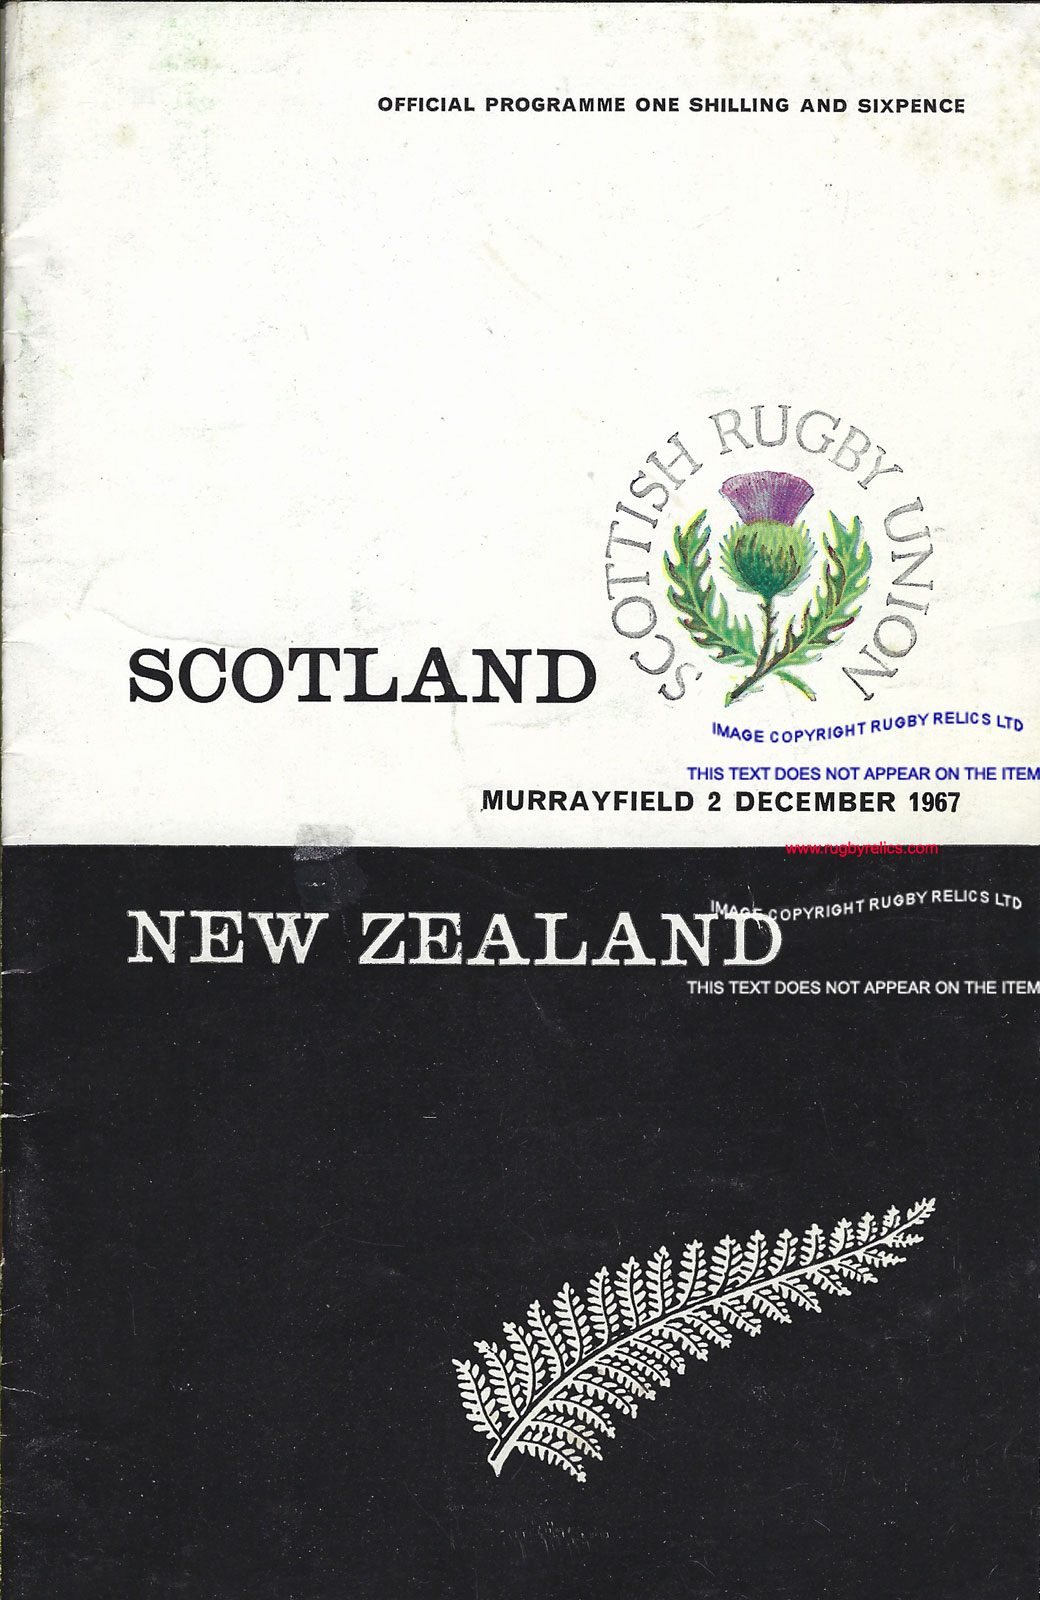 OFFICIAL PROGRAMME ONE SHILLING AND SIXPENCE
SCOTTISH RUGBY UNION
SCOTLAND
IMAGE COPYRIGHT RUGBY RELICS LTD
THIS TEXT DOES NOT APPEAR ON THE ITEM
MURRAYFIELD 2 DECEMBER 1967
www.rugbyrelics.com
IMAGE COPYRIGHT RUGBY RELICS LTD
NEW ZEALAND
THIS TEXT DOES NOT APPEAR ON THE ITEM